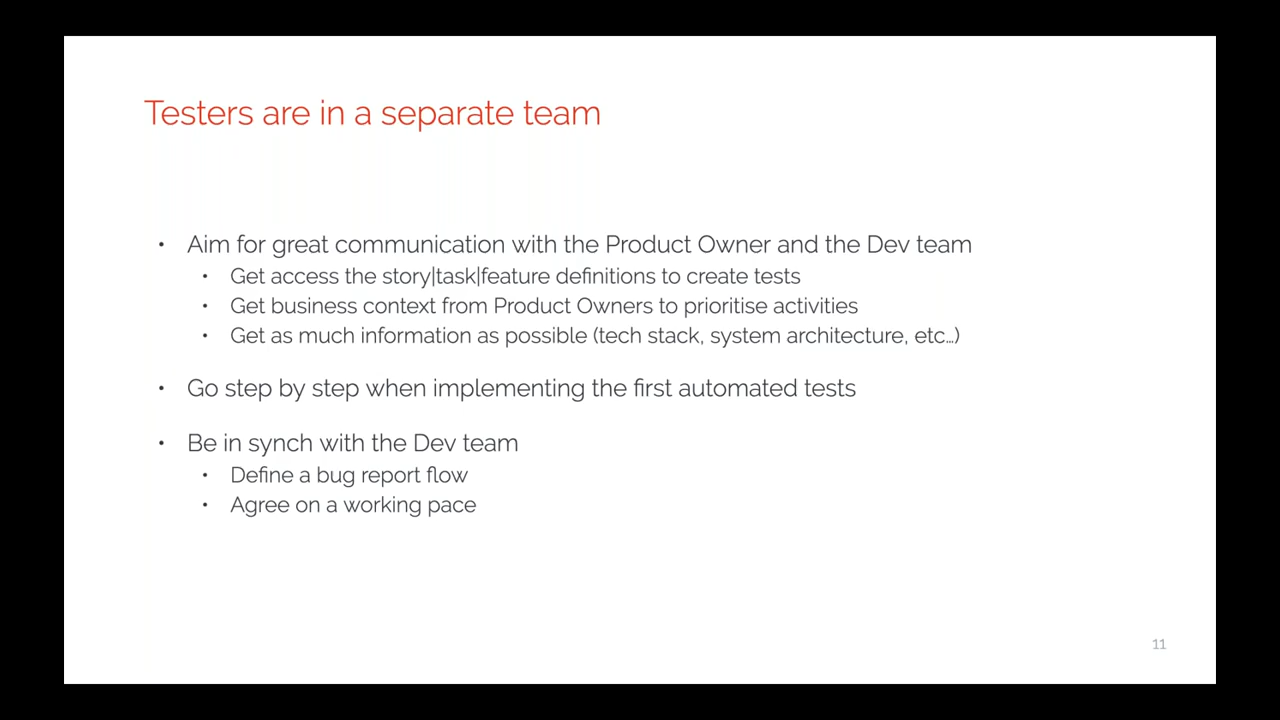 Testers are in a separate team
• Aim for great communication with the Product Owner and the Dev team
• Get access the story|task|feature definitions to create tests
• Get business context from Product Owners to prioritise activities
• Get as much information as possible (tech stack, system architecture, etc…)
• Go step by step when implementing the first automated tests
• Be in synch with the Dev team
• Define a bug report flow
• Agree on a working pace
11